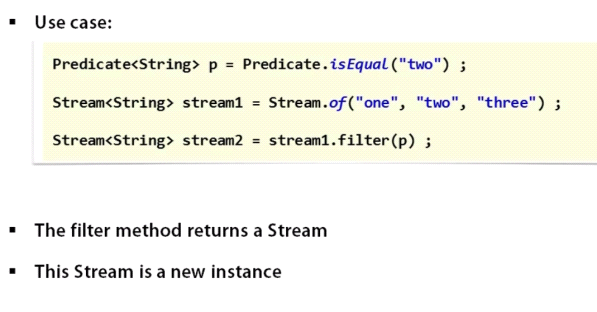 ▪ Use case:
Predicate<String> p = Predicate.isEqual("two") ;
Stream<String> stream1 = Stream.of("one", "two", "three") ;
Stream<String> stream2 = stream1.filter(p) ;
▪ The filter method returns a Stream
▪ This Stream is a new instance